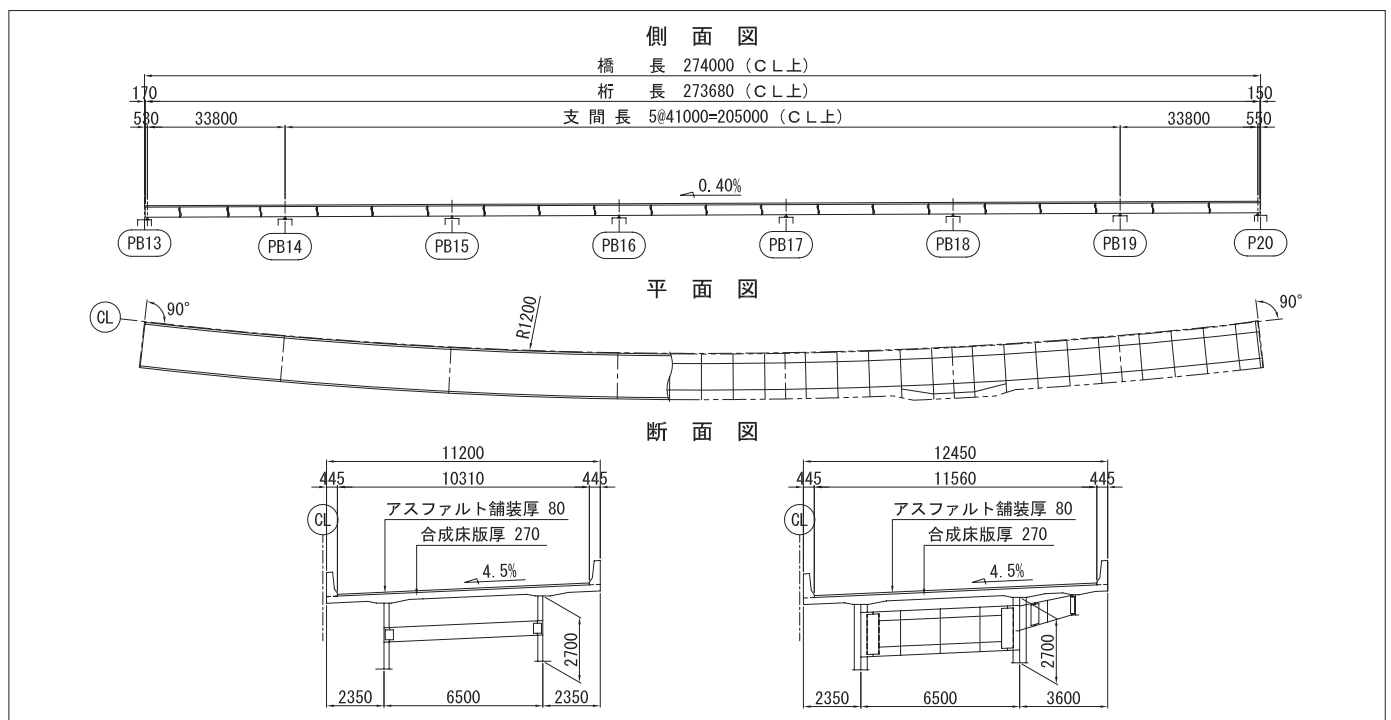 側 面 図
橋 長 274000 (CL上)
170 桁 長 273680 (CL上) 150
530 33800 支 間 長 5@41000=205000 (CL上) 33800 550
0.40%
PB13 PB14 PB15 PB16 PB17 PB18 PB19 P20
平 面 図
CL 90° R1200 90°
断 面 図
11200
445 10310 445
CL
アスファルト舗装厚 80
合成床版厚 270
4.5%
2700
2350 6500 2350
12450
445 11560 445
CL
アスファルト舗装厚 80
合成床版厚 270
4.5%
2700
2350 6500 3600